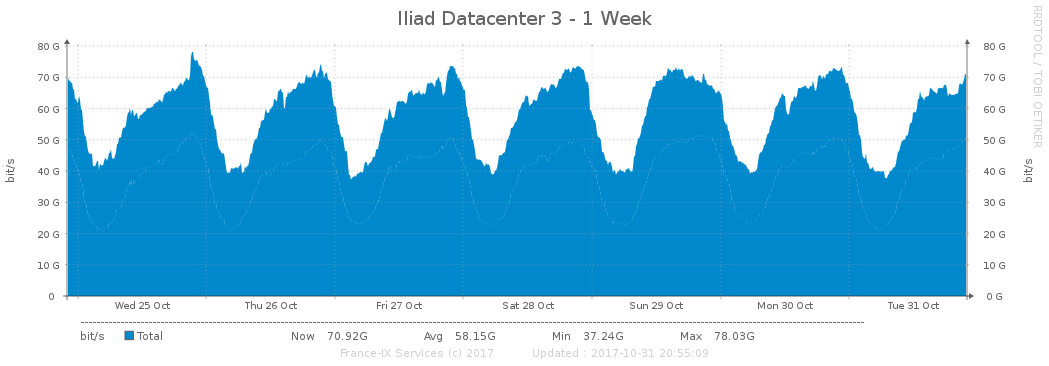 Iliad Datacenter 3 - 1 Week
RRDTOOL / TOBI OETIKER
80 G 80 G
70 G 70 G
60 G 60 G
50 G 50 G
40 G 40 G
30 G 30 G
20 G 20 G
10 G 10 G
0 0 G
bit/s bit/s
Wed 25 Oct Thu 26 Oct Fri 27 Oct Sat 28 Oct Sun 29 Oct Mon 30 Oct Tue 31 Oct
bit/s Total Now 70.92G Avg 58.15G Min 37.24G Max 78.03G
France-IX Services (c) 2017 Updated : 2017-10-31 20:55:09